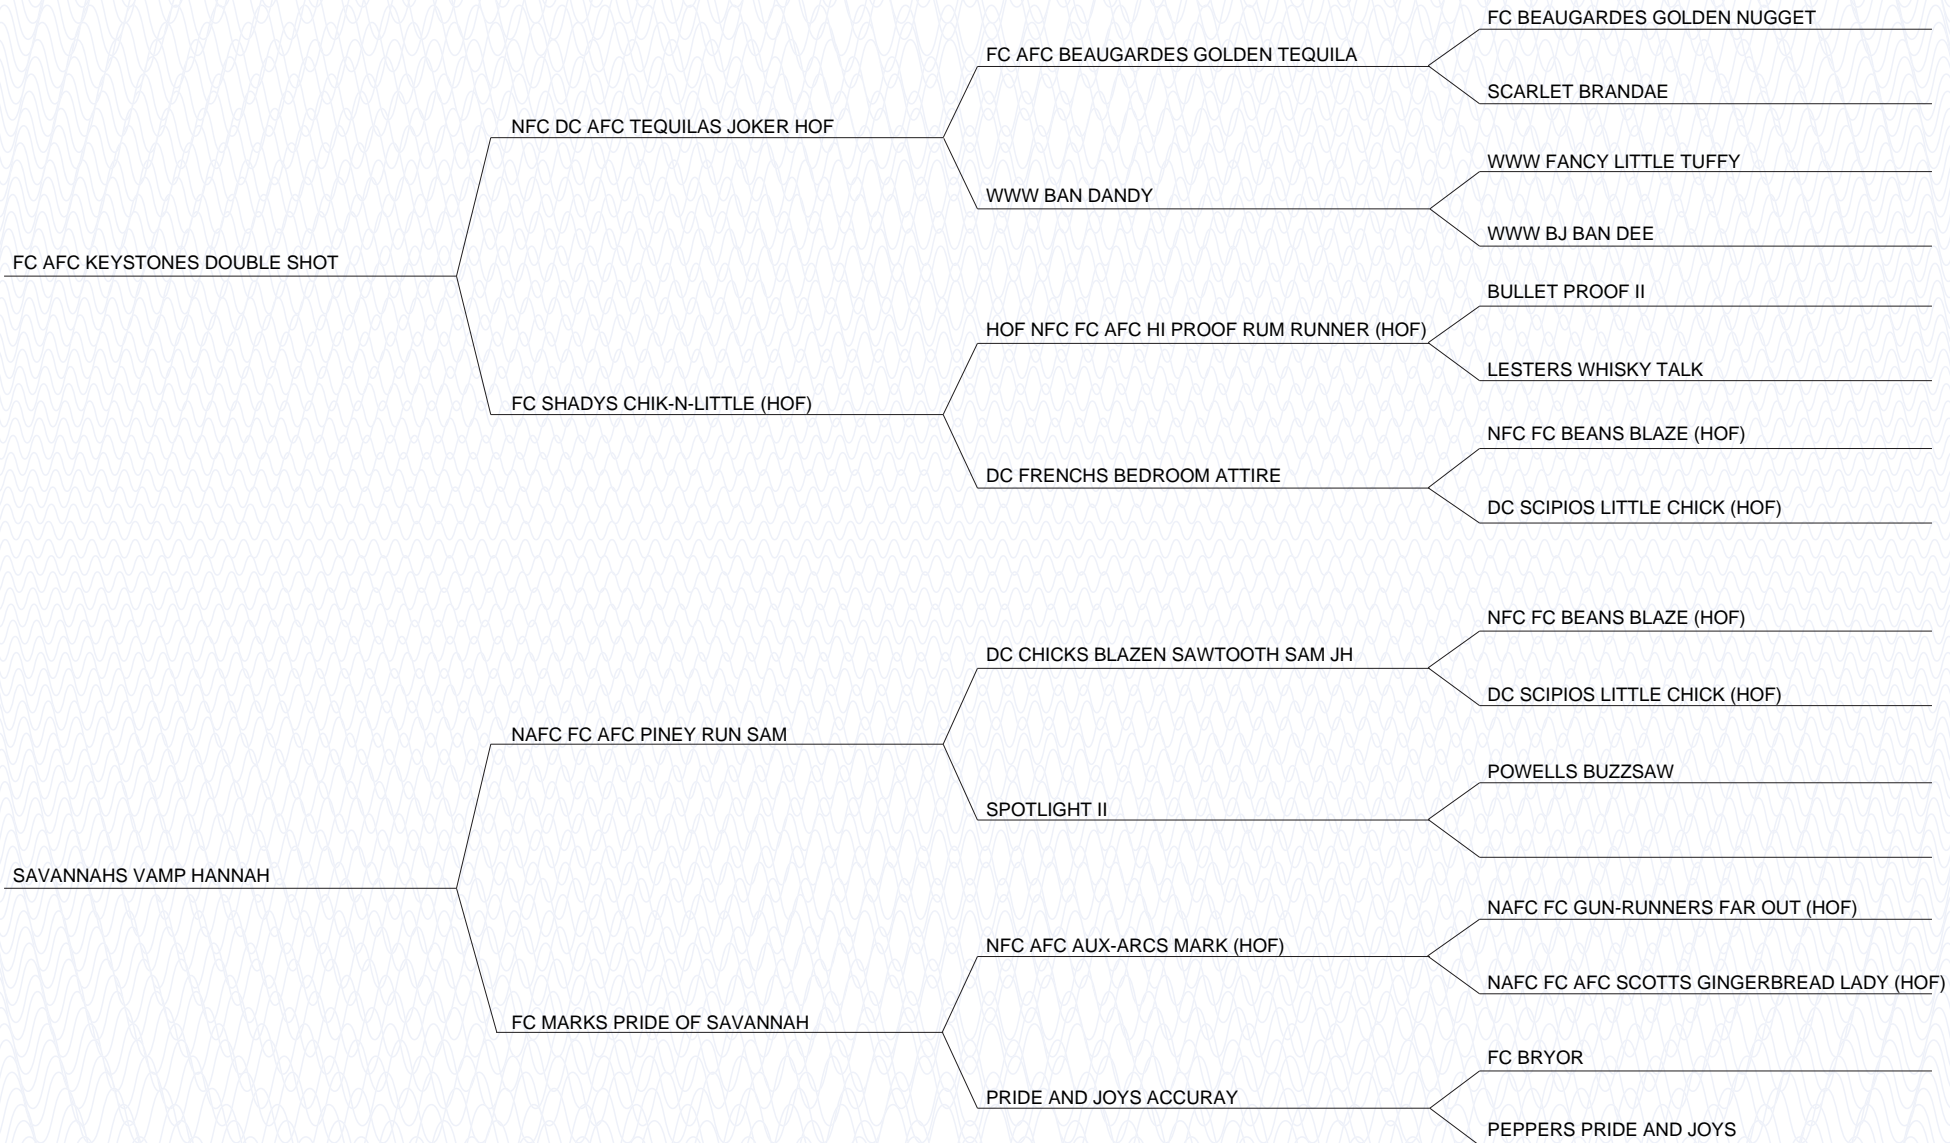 FC BEAUGARDES GOLDEN NUGGET
FC AFC BEAUGARDES GOLDEN TEQUILA
SCARLET BRANDAE
NFC DC AFC TEQUILAS JOKER HOF
WWW FANCY LITTLE TUFFY
WWW BAN DANDY
WWW BJ BAN DEE
FC AFC KEYSTONES DOUBLE SHOT
BULLET PROOF II
HOF NFC FC AFC HI PROOF RUM RUNNER (HOF)
LESTERS WHISKY TALK
FC SHADYS CHIK-N-LITTLE (HOF)
NFC FC BEANS BLAZE (HOF)
DC FRENCHS BEDROOM ATTIRE
DC SCIPIOS LITTLE CHICK (HOF)
NFC FC BEANS BLAZE (HOF)
DC CHICKS BLAZEN SAWTOOTH SAM JH
DC SCIPIOS LITTLE CHICK (HOF)
NAFC FC AFC PINEY RUN SAM
POWELLS BUZZSAW
SPOTLIGHT II
SAVANNAHS VAMP HANNAH
NAFC FC GUN-RUNNERS FAR OUT (HOF)
NFC AFC AUX-ARCS MARK (HOF)
NAFC FC AFC SCOTTS GINGERBREAD LADY (HOF)
FC MARKS PRIDE OF SAVANNAH
FC BRYOR
PRIDE AND JOYS ACCURAY
PEPPERS PRIDE AND JOYS